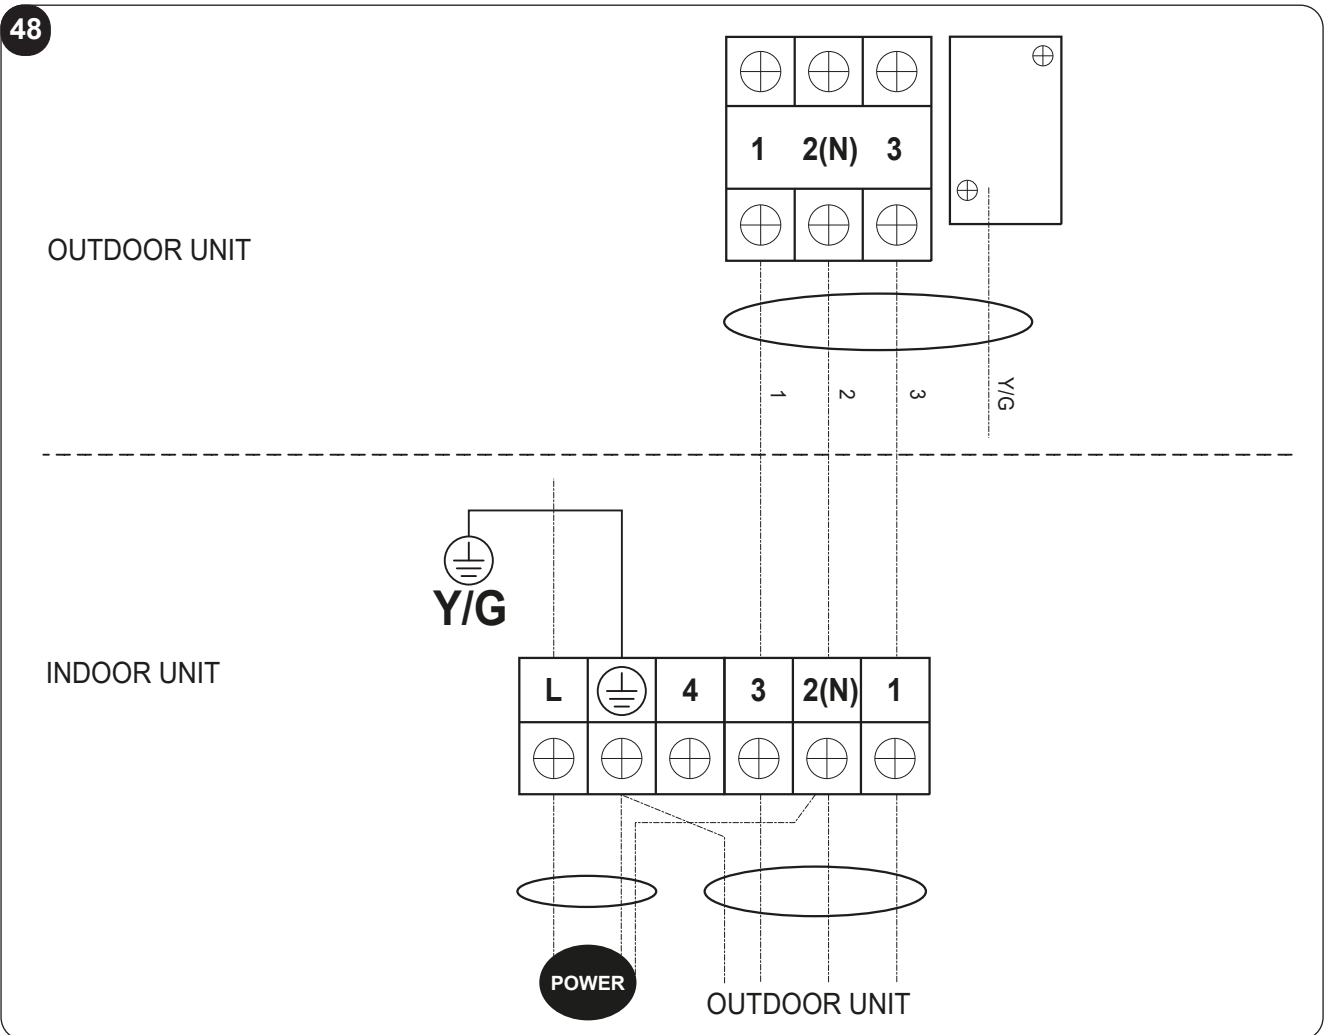 48
1 2(N) 3
OUTDOOR UNIT
1 2 3 Y/G
Y/G
INDOOR UNIT
L 4 3 2(N) 1
POWER
OUTDOOR UNIT